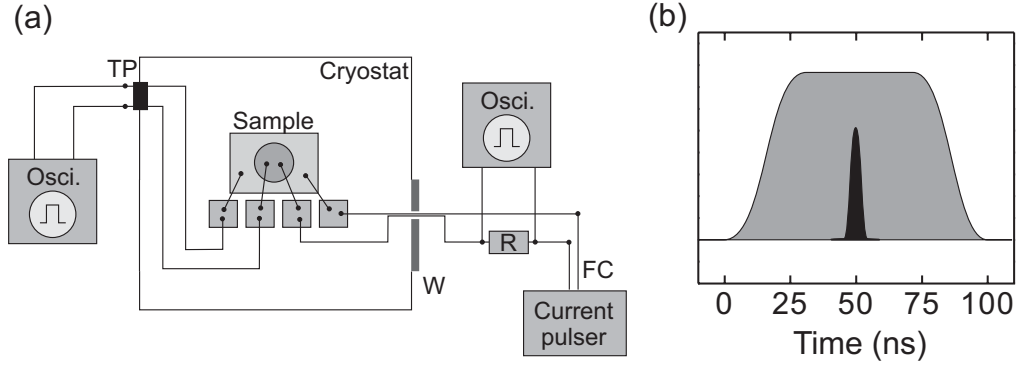 (a)
TP
Cryostat
Sample
Osci.
Osci.
R
W
FC
Current
pulser
(b)
0 25 50 75 100
Time (ns)